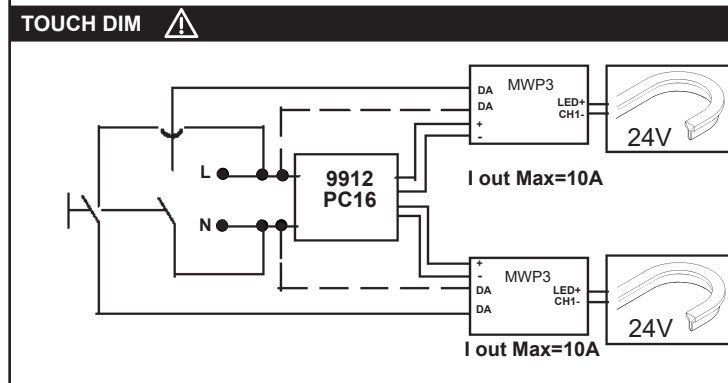 TOUCH DIM
DA
DA
+
-
MWP3
LED+
CH1-
24V
I out Max=10A
L
N
9912
PC16
+
-
DA
DA
MWP3
LED+
CH1-
24V
I out Max=10A